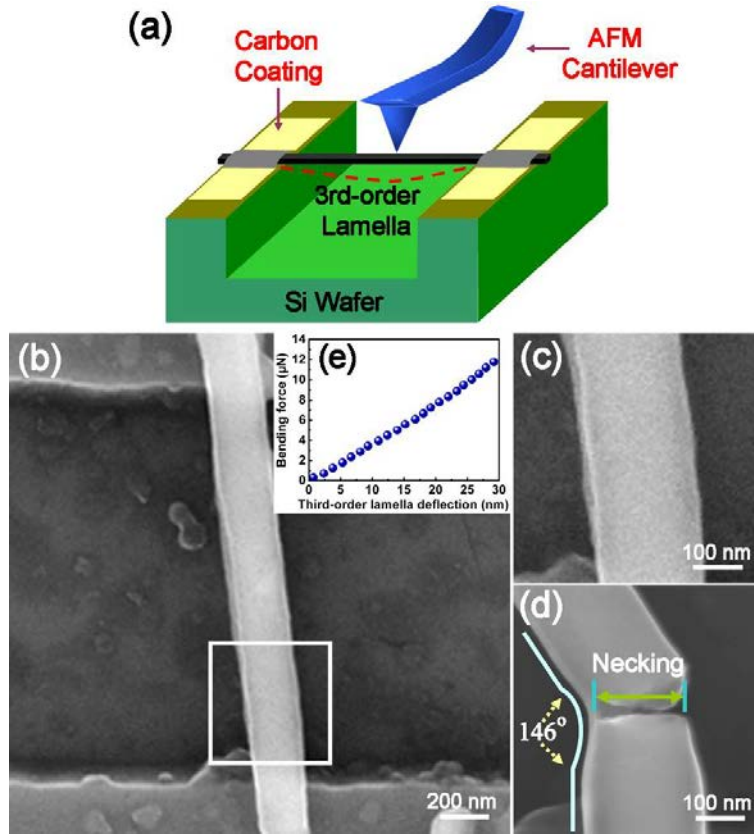 (a)
Carbon
Coating
AFM
Cantilever
3rd-order
Lamella
Si Wafer
(b)
(e)
Bending force (μN)
14
12
10
8
6
4
2
0
0 5 10 15 20 25 30
Third-order lamella deflection (nm)
200 nm
(c)
100 nm
(d)
Necking
146°
100 nm